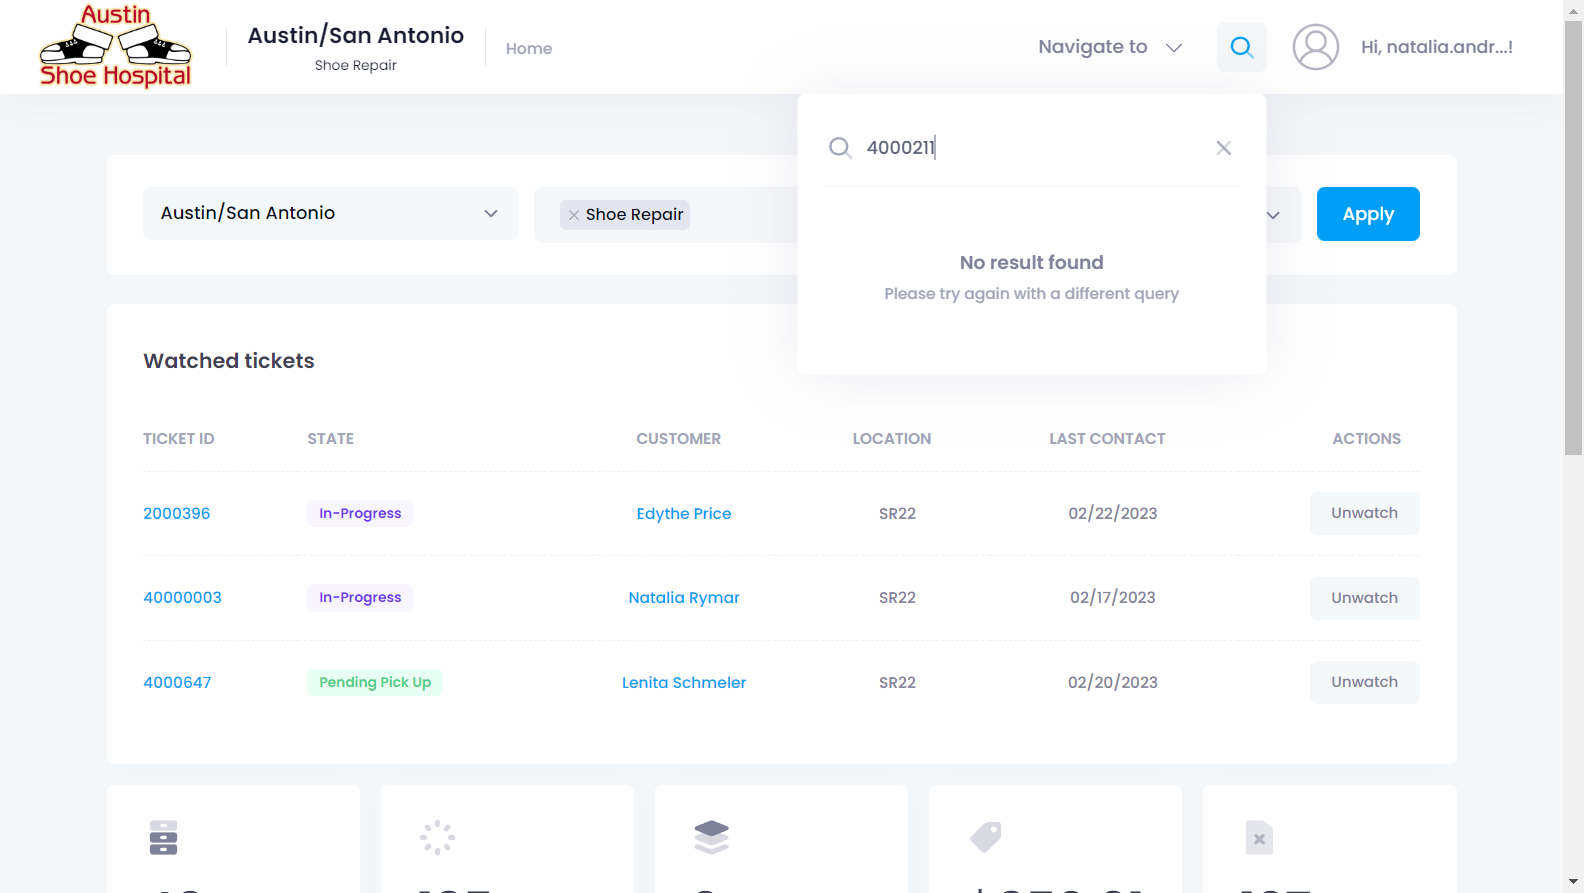 Austin
Shoe Hospital
Austin/San Antonio
Shoe Repair
Home
Navigate to
Hi, natalia.andr...!
4000211
No result found
Please try again with a different query
Austin/San Antonio
Shoe Repair
Apply
Watched tickets
TICKET ID STATE CUSTOMER LOCATION LAST CONTACT ACTIONS
2000396 In-Progress Edythe Price SR22 02/22/2023 Unwatch
40000003 In-Progress Natalia Rymar SR22 02/17/2023 Unwatch
4000647 Pending Pick Up Lenita Schmeler SR22 02/20/2023 Unwatch